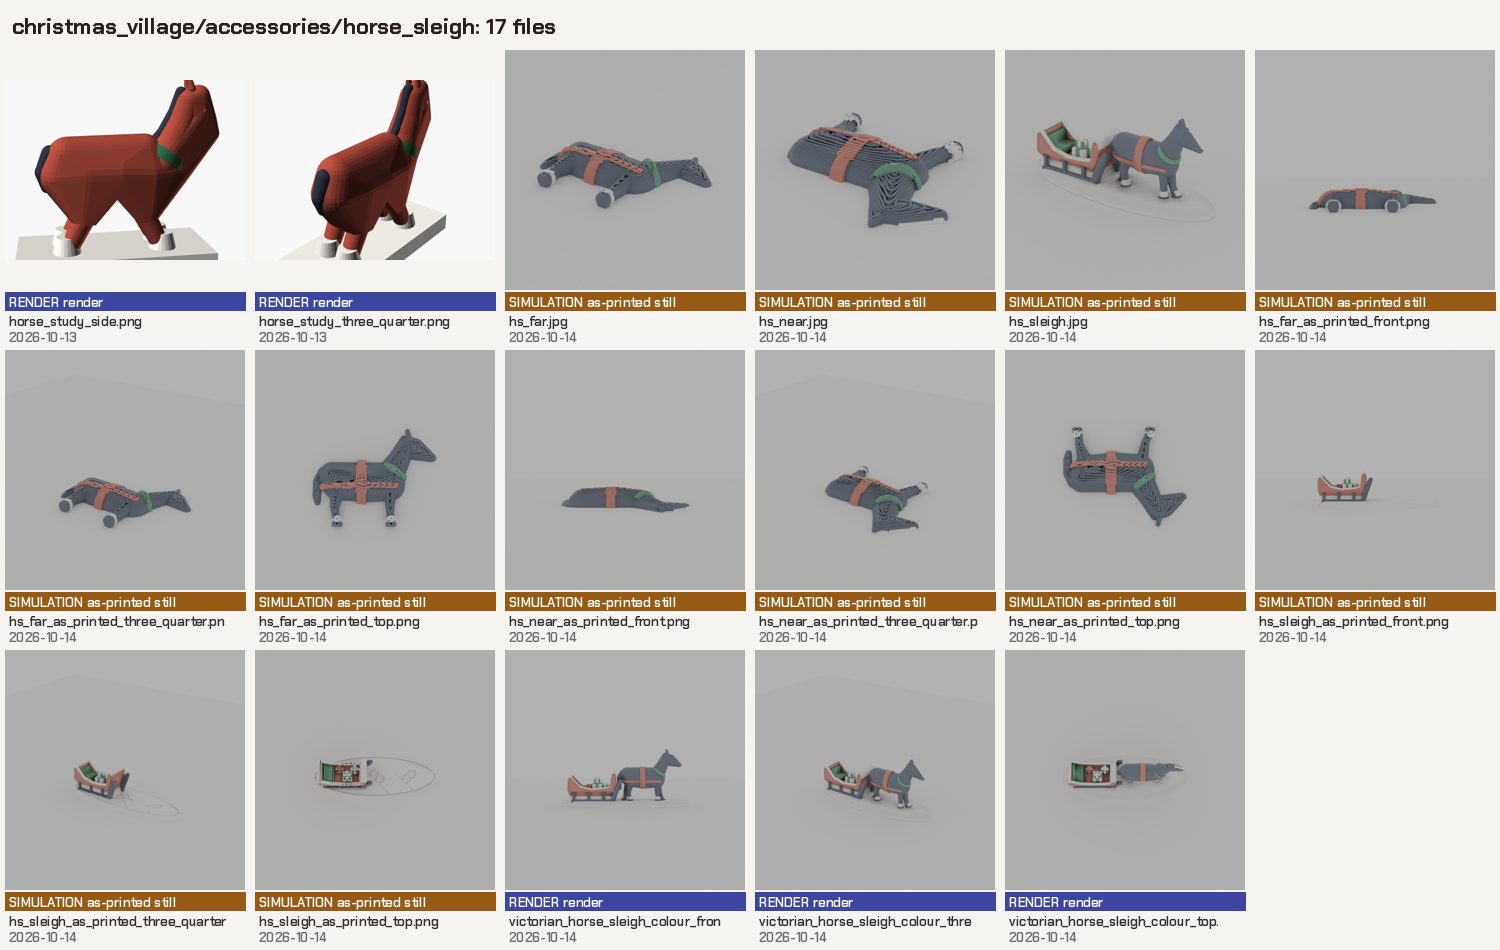 christmas_village/accessories/horse_sleigh: 17 files
RENDER render
horse_study_side.png
2026-10-13
RENDER render
horse_study_three_quarter.png
2026-10-13
SIMULATION as-printed still
hs_far.jpg
2026-10-14
SIMULATION as-printed still
hs_near.jpg
2026-10-14
SIMULATION as-printed still
hs_sleigh.jpg
2026-10-14
SIMULATION as-printed still
hs_far_as_printed_front.png
2026-10-14
SIMULATION as-printed still
hs_far_as_printed_three_quarter.pn
2026-10-14
SIMULATION as-printed still
hs_far_as_printed_top.png
2026-10-14
SIMULATION as-printed still
hs_near_as_printed_front.png
2026-10-14
SIMULATION as-printed still
hs_near_as_printed_three_quarter.p
2026-10-14
SIMULATION as-printed still
hs_near_as_printed_top.png
2026-10-14
SIMULATION as-printed still
hs_sleigh_as_printed_front.png
2026-10-14
SIMULATION as-printed still
hs_sleigh_as_printed_three_quarter
2026-10-14
SIMULATION as-printed still
hs_sleigh_as_printed_top.png
2026-10-14
RENDER render
victorian_horse_sleigh_colour_fron
2026-10-14
RENDER render
victorian_horse_sleigh_colour_thre
2026-10-14
RENDER render
victorian_horse_sleigh_colour_top.
2026-10-14